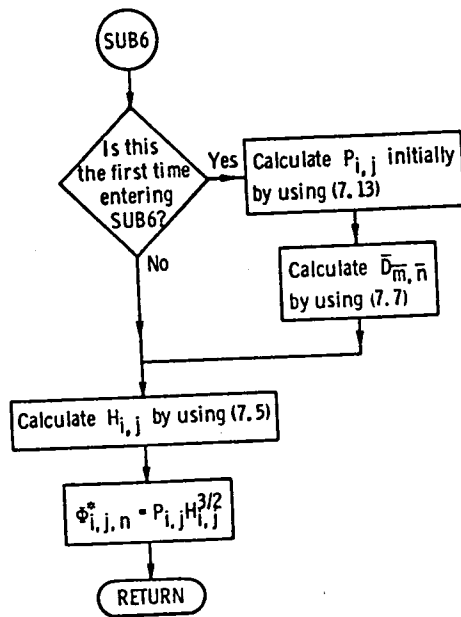 SUB6
Is this
the first time
entering
SUB6?
Yes
No
Calculate P_{i,j} initially
by using (7.13)
Calculate D̄_{m̄,n̄}
by using (7.7)
Calculate H_{i,j} by using (7.5)
Φ*_{i,j,n} = P_{i,j}H^{3/2}_{i,j}
RETURN